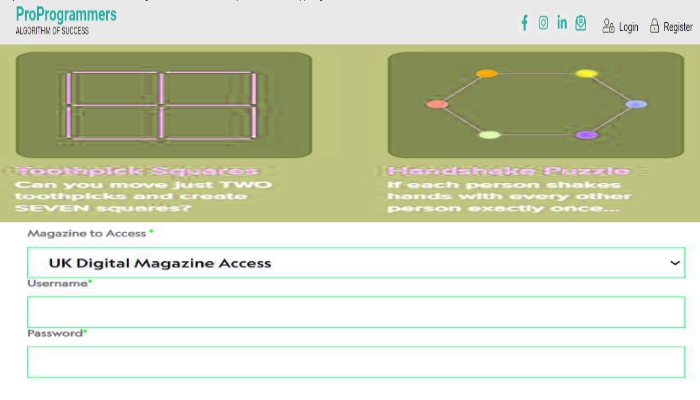 ProProgrammers
ALGORITHM OF SUCCESS
Login
Register
Toothpick Squares
Can you move just TWO
toothpicks and create
SEVEN squares?
Handshake Puzzle
If each person shakes
hands with every other
person exactly once...
Magazine to Access *
UK Digital Magazine Access
Username*
Password*